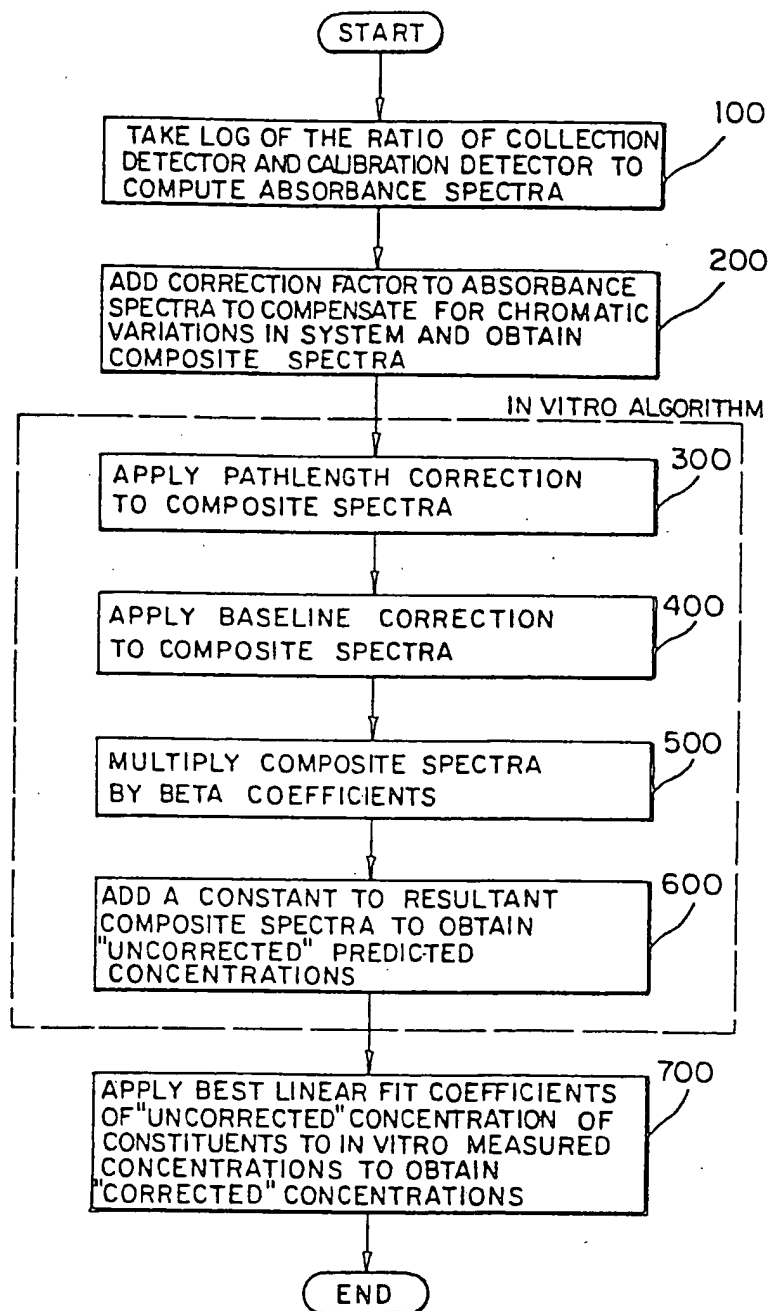 START
100
TAKE LOG OF THE RATIO OF COLLECTION
DETECTOR AND CALIBRATION DETECTOR TO
COMPUTE ABSORBANCE SPECTRA
200
ADD CORRECTION FACTOR TO ABSORBANCE
SPECTRA TO COMPENSATE FOR CHROMATIC
VARIATIONS IN SYSTEM AND OBTAIN
COMPOSITE SPECTRA
IN VITRO ALGORITHM
300
APPLY PATHLENGTH CORRECTION
TO COMPOSITE SPECTRA
400
APPLY BASELINE CORRECTION
TO COMPOSITE SPECTRA
500
MULTIPLY COMPOSITE SPECTRA
BY BETA COEFFICIENTS
600
ADD A CONSTANT TO RESULTANT
COMPOSITE SPECTRA TO OBTAIN
"UNCORRECTED" PREDICTED
CONCENTRATIONS
700
APPLY BEST LINEAR FIT COEFFICIENTS
OF "UNCORRECTED" CONCENTRATION OF
CONSTITUENTS TO IN VITRO MEASURED
CONCENTRATIONS TO OBTAIN
"CORRECTED" CONCENTRATIONS
END